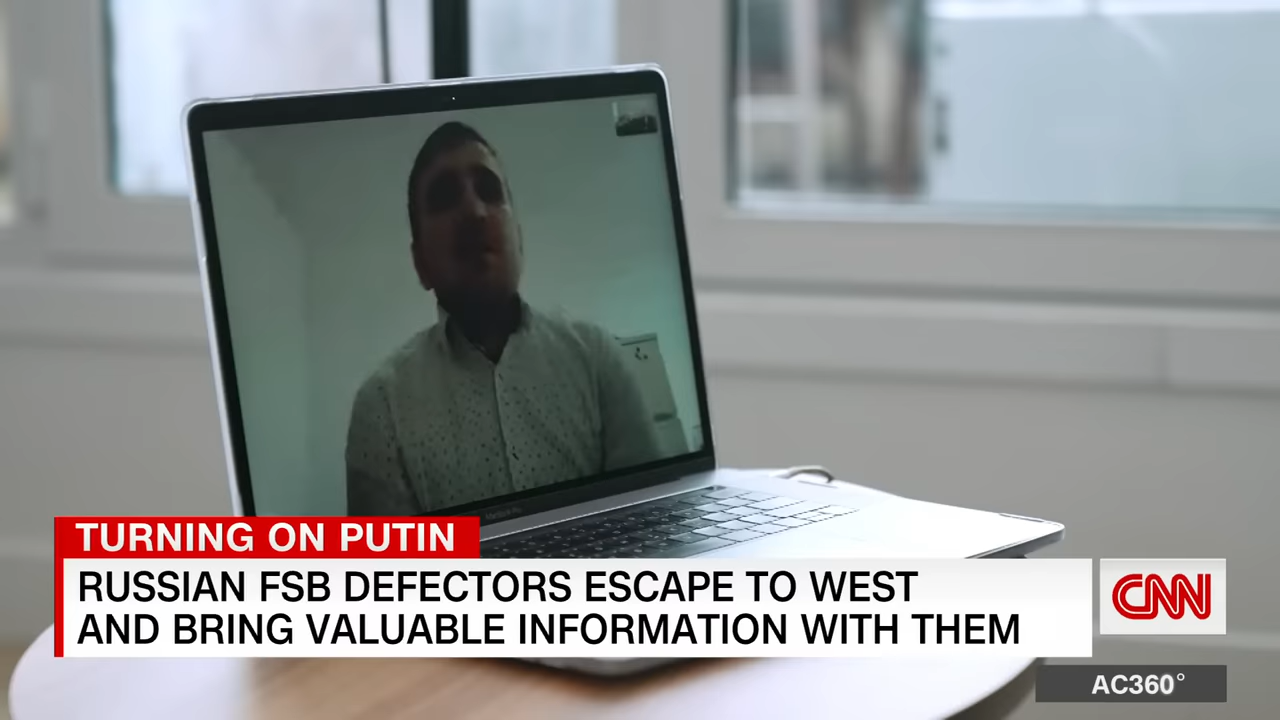 TURNING ON PUTIN
RUSSIAN FSB DEFECTORS ESCAPE TO WEST
AND BRING VALUABLE INFORMATION WITH THEM
CNN
AC360°